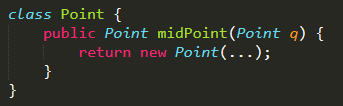 class Point {
    public Point midPoint(Point q) {
        return new Point(...);
    }
}